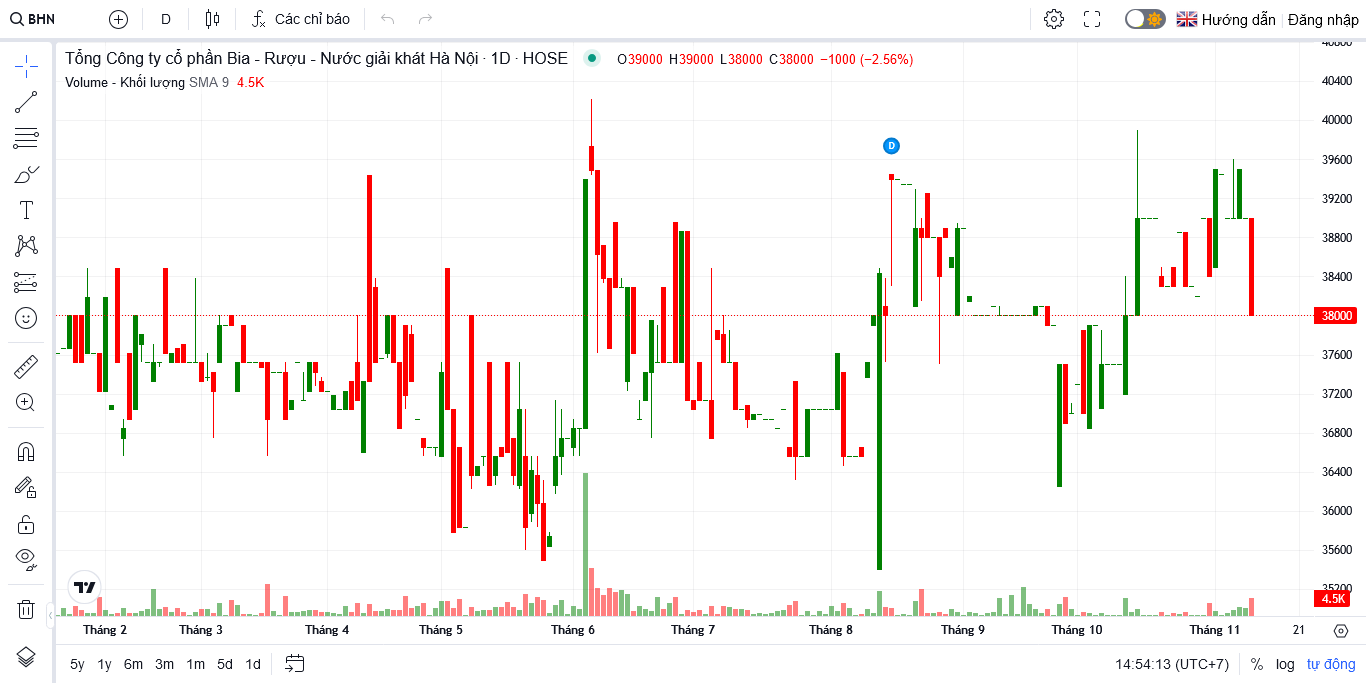 BHN D Các chỉ báo Hướng dẫn Đăng nhập
Tổng Công ty cổ phần Bia - Rượu - Nước giải khát Hà Nội · 1D · HOSE O39000 H39000 L38000 C38000 −1000 (−2.56%)
Volume - Khối lượng SMA 9 4.5K
40800
40400
40000
39600
D
39200
38800
38400
38000
37600
37200
36800
36400
36000
35600
35200
4.5K
Tháng 2 Tháng 3 Tháng 4 Tháng 5 Tháng 6 Tháng 7 Tháng 8 Tháng 9 Tháng 10 Tháng 11 21
5y 1y 6m 3m 1m 5d 1d 14:54:13 (UTC+7) % log tự động